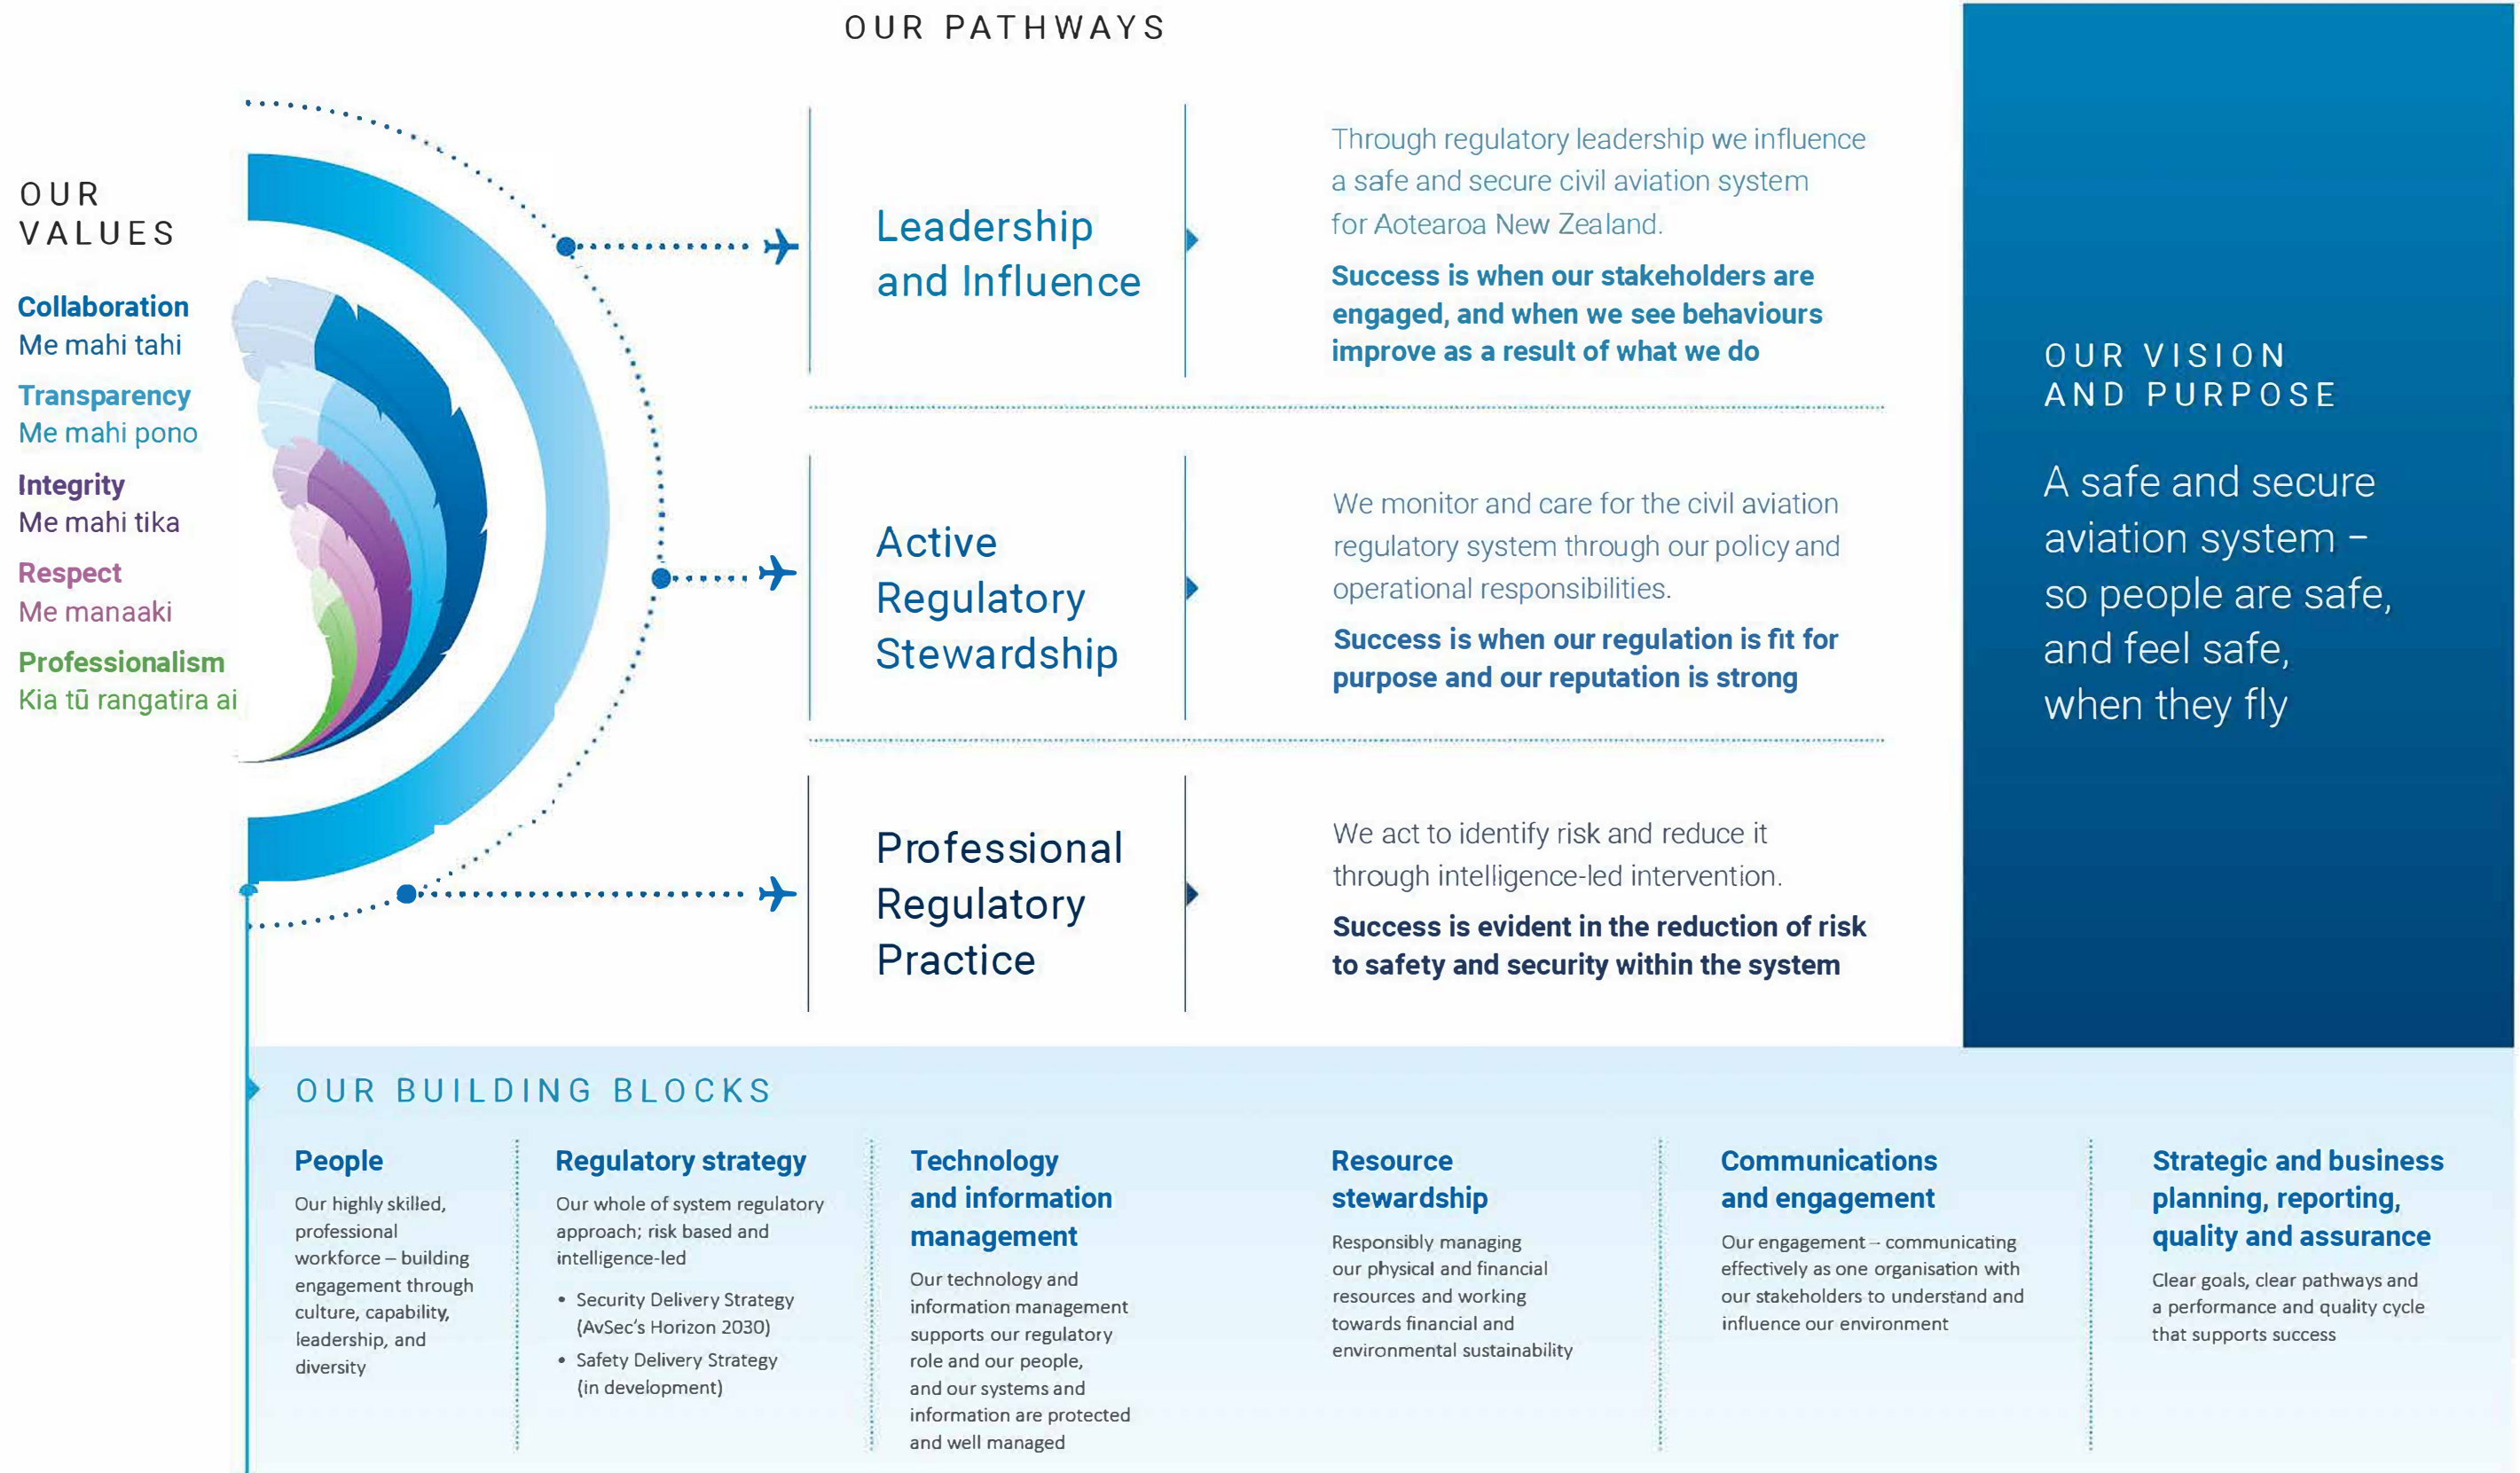 OUR PATHWAYS
OUR
VALUES
Collaboration
Me mahi tahi
Transparency
Me mahi pono
Integrity
Me mahi tika
Respect
Me manaaki
Professionalism
Kia tū rangatira ai
Leadership
and Influence
Through regulatory leadership we influence
a safe and secure civil aviation system
for Aotearoa New Zealand.
Success is when our stakeholders are
engaged, and when we see behaviours
improve as a result of what we do
Active
Regulatory
Stewardship
We monitor and care for the civil aviation
regulatory system through our policy and
operational responsibilities.
Success is when our regulation is fit for
purpose and our reputation is strong
Professional
Regulatory
Practice
We act to identify risk and reduce it
through intelligence-led intervention.
Success is evident in the reduction of risk
to safety and security within the system
OUR VISION
AND PURPOSE
A safe and secure
aviation system –
so people are safe,
and feel safe,
when they fly
OUR BUILDING BLOCKS
People
Our highly skilled,
professional
workforce – building
engagement through
culture, capability,
leadership, and
diversity
Regulatory strategy
Our whole of system regulatory
approach; risk based and
intelligence-led
• Security Delivery Strategy
(AvSec's Horizon 2030)
• Safety Delivery Strategy
(in development)
Technology
and information
management
Our technology and
information management
supports our regulatory
role and our people,
and our systems and
information are protected
and well managed
Resource
stewardship
Responsibly managing
our physical and financial
resources and working
towards financial and
environmental sustainability
Communications
and engagement
Our engagement – communicating
effectively as one organisation with
our stakeholders to understand and
influence our environment
Strategic and business
planning, reporting,
quality and assurance
Clear goals, clear pathways and
a performance and quality cycle
that supports success